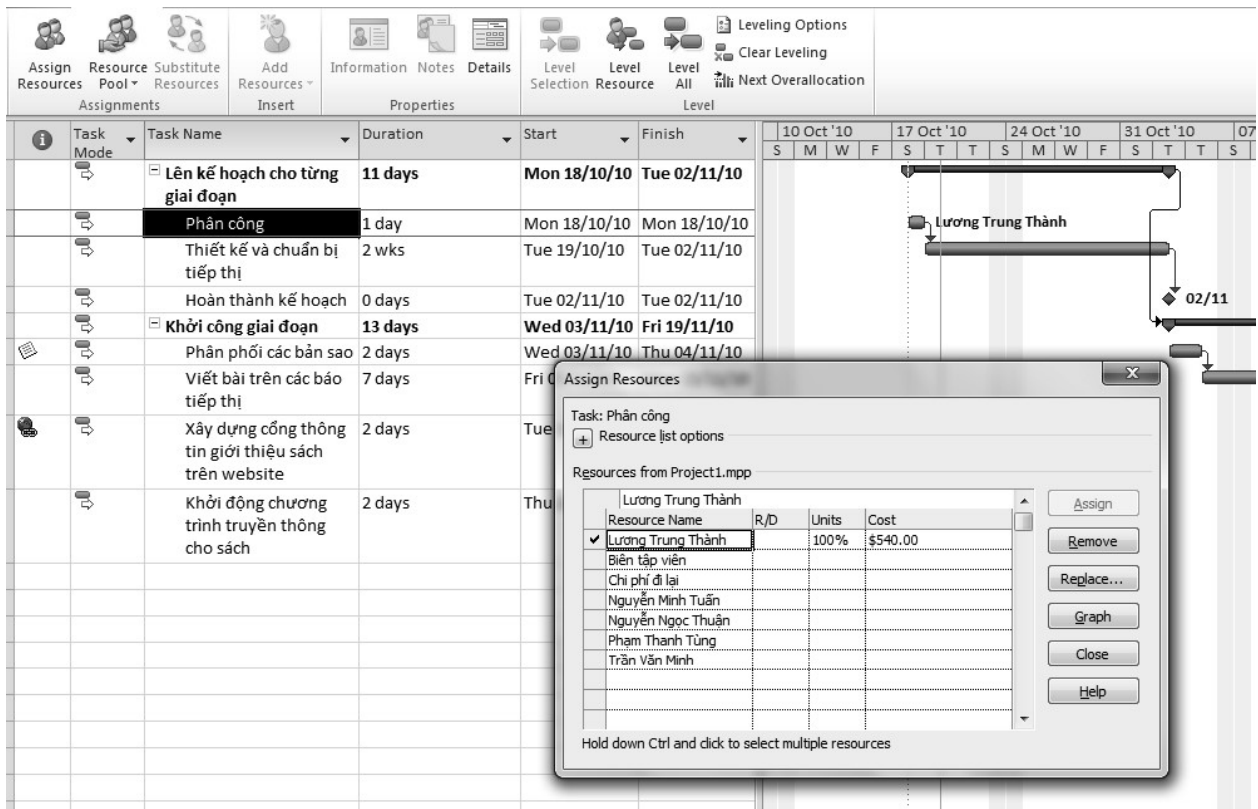 Assign Resources
Resource Pool
Substitute Resources
Add Resources
Information
Notes
Details
Level Selection
Level Resource
Level All
Leveling Options
Clear Leveling
Next Overallocation
Assignments
Insert
Properties
Level
Task Mode
Task Name
Duration
Start
Finish
10 Oct '10
17 Oct '10
24 Oct '10
31 Oct '10
07
S M W F S T T S M W F S T T S
Lên kế hoạch cho từng giai đoạn 11 days Mon 18/10/10 Tue 02/11/10
Phân công 1 day Mon 18/10/10 Mon 18/10/10
Lương Trung Thành
Thiết kế và chuẩn bị tiếp thị 2 wks Tue 19/10/10 Tue 02/11/10
Hoàn thành kế hoạch 0 days Tue 02/11/10 Tue 02/11/10
02/11
Khởi công giai đoạn 13 days Wed 03/11/10 Fri 19/11/10
Phân phối các bản sao 2 days Wed 03/11/10 Thu 04/11/10
Viết bài trên các báo tiếp thị 7 days Fri
Xây dựng cổng thông tin giới thiệu sách trên website 2 days Tue
Khởi động chương trình truyền thông cho sách 2 days Thu
Assign Resources
Task: Phân công
+ Resource list options
Resources from Project1.mpp
Lương Trung Thành
Resource Name R/D Units Cost
Lương Trung Thành 100% $540.00
Biên tập viên
Chi phí đi lại
Nguyễn Minh Tuấn
Nguyễn Ngọc Thuận
Phạm Thanh Tùng
Trần Văn Minh
Assign
Remove
Replace...
Graph
Close
Help
Hold down Ctrl and click to select multiple resources